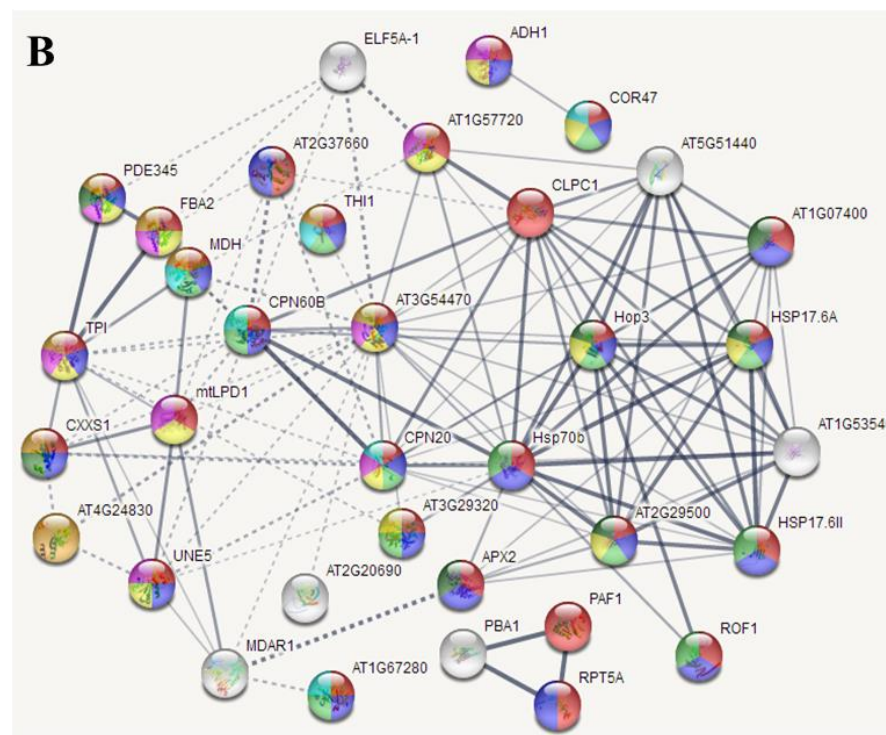 B
ELF5A-1
ADH1
COR47
AT1G57720
AT5G51440
AT2G37660
PDE345
CLPC1
FBA2
THI1
AT1G07400
MDH
CPN60B
AT3G54470
Hop3
HSP17.6A
TPI
mtLPD1
AT1G5354
CXXS1
CPN20
Hsp70b
AT4G24830
AT3G29320
AT2G29500
HSP17.6II
UNE5
AT2G20690
APX2
PAF1
PBA1
ROF1
MDAR1
AT1G67280
RPT5A